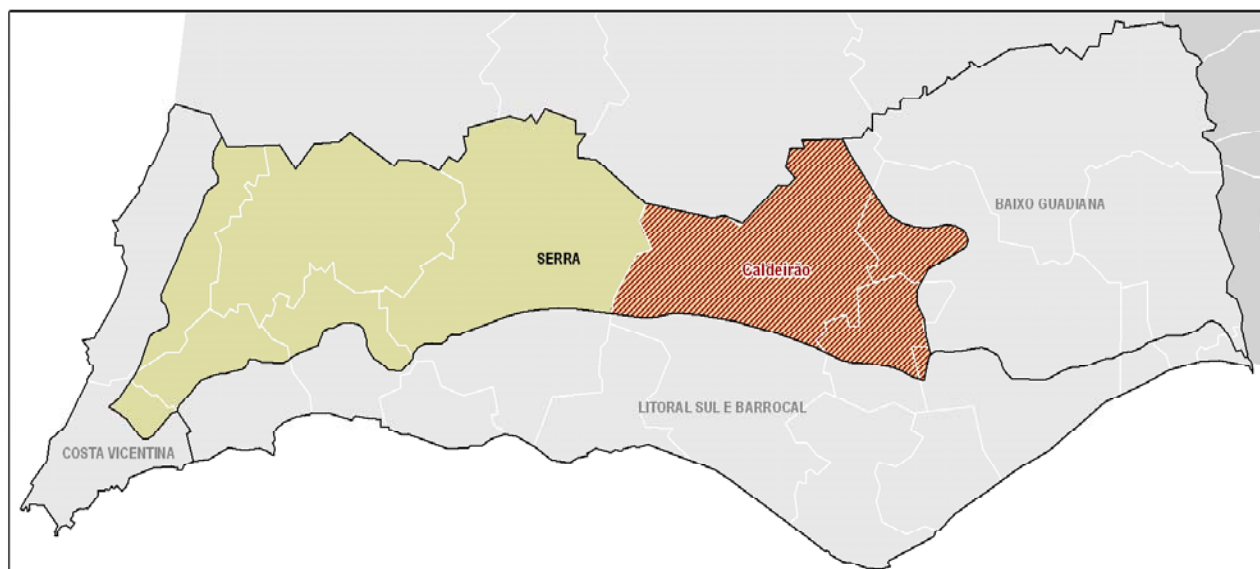 BAIXO GUADIANA
SERRA
Caldeirão
LITORAL SUL E BARROCAL
COSTA VICENTINA